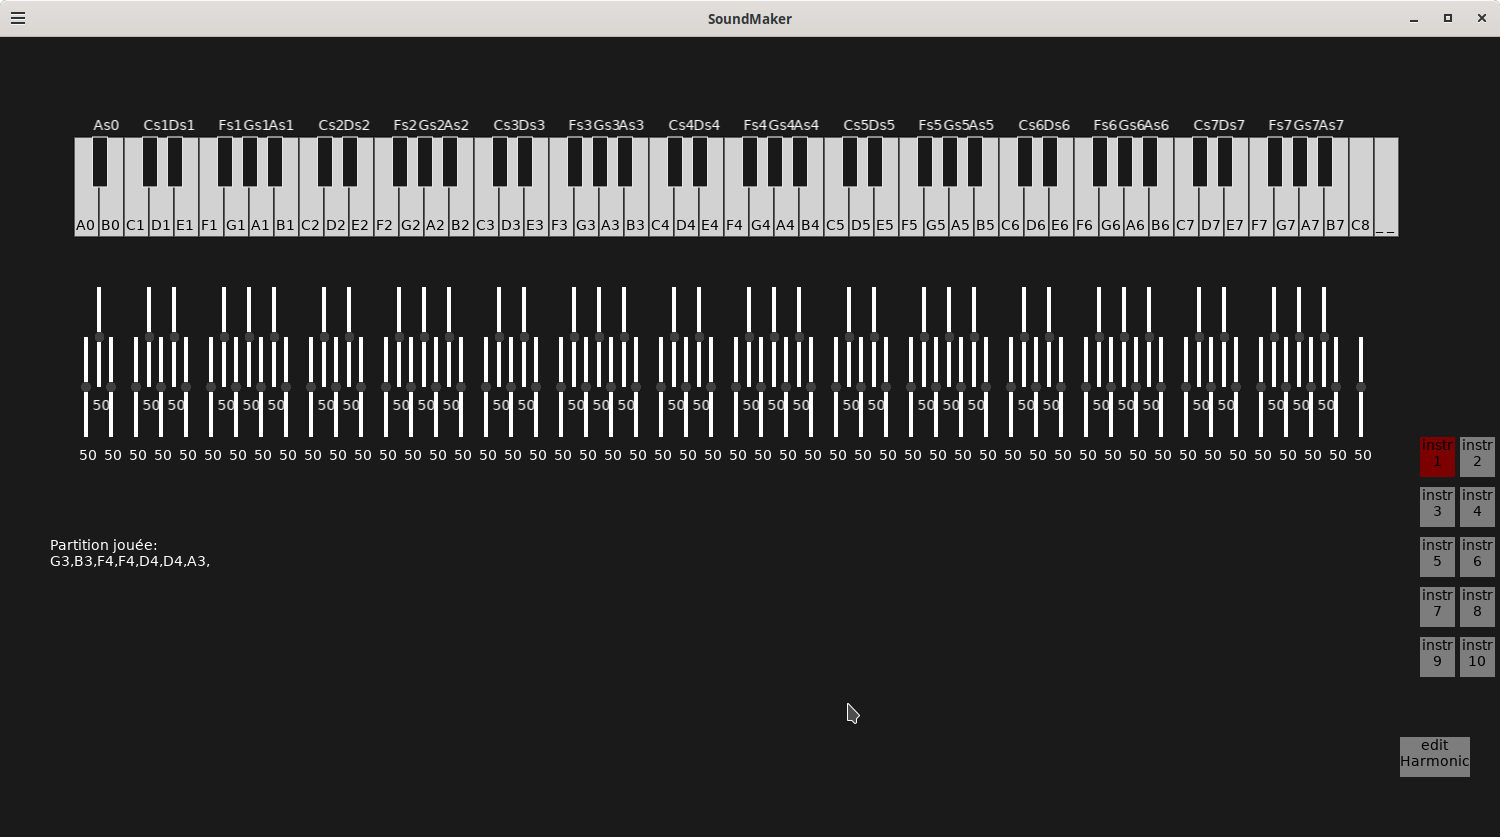 SoundMaker
As0 Cs1Ds1 Fs1Gs1As1 Cs2Ds2 Fs2Gs2As2 Cs3Ds3 Fs3Gs3As3 Cs4Ds4 Fs4Gs4As4 Cs5Ds5 Fs5Gs5As5 Cs6Ds6 Fs6Gs6As6 Cs7Ds7 Fs7Gs7As7
A0 B0 C1 D1 E1 F1 G1 A1 B1 C2 D2 E2 F2 G2 A2 B2 C3 D3 E3 F3 G3 A3 B3 C4 D4 E4 F4 G4 A4 B4 C5 D5 E5 F5 G5 A5 B5 C6 D6 E6 F6 G6 A6 B6 C7 D7 E7 F7 G7 A7 B7 C8 _ _
50 50 50 50 50 50 50 50 50 50 50 50 50 50 50 50 50 50 50 50 50 50 50 50 50 50 50 50 50 50 50 50 50 50 50 50
50 50 50 50 50 50 50 50 50 50 50 50 50 50 50 50 50 50 50 50 50 50 50 50 50 50 50 50 50 50 50 50 50 50 50 50 50 50 50 50 50 50 50 50 50 50 50 50 50 50 50 50
instr
1
instr
2
instr
3
instr
4
instr
5
instr
6
instr
7
instr
8
instr
9
instr
10
Partition jouée:
G3,B3,F4,F4,D4,D4,A3,
edit
Harmonic